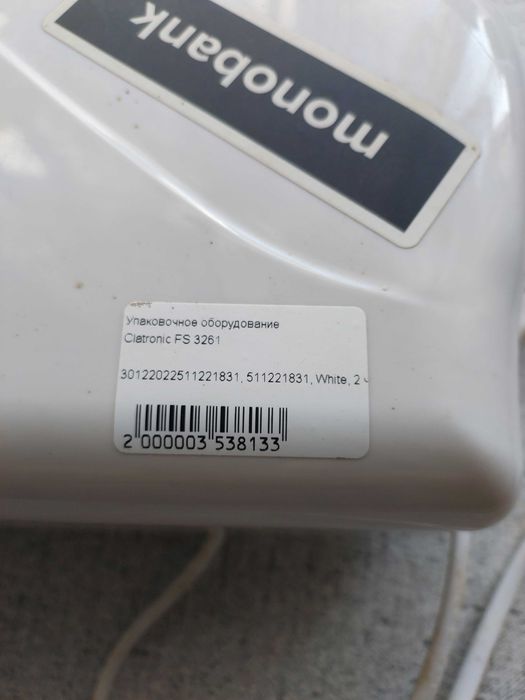 monobank
Упаковочное оборудование
Clatronic FS 3261
30122022511221831, 511221831, White, 2 ч
2 000003 538133